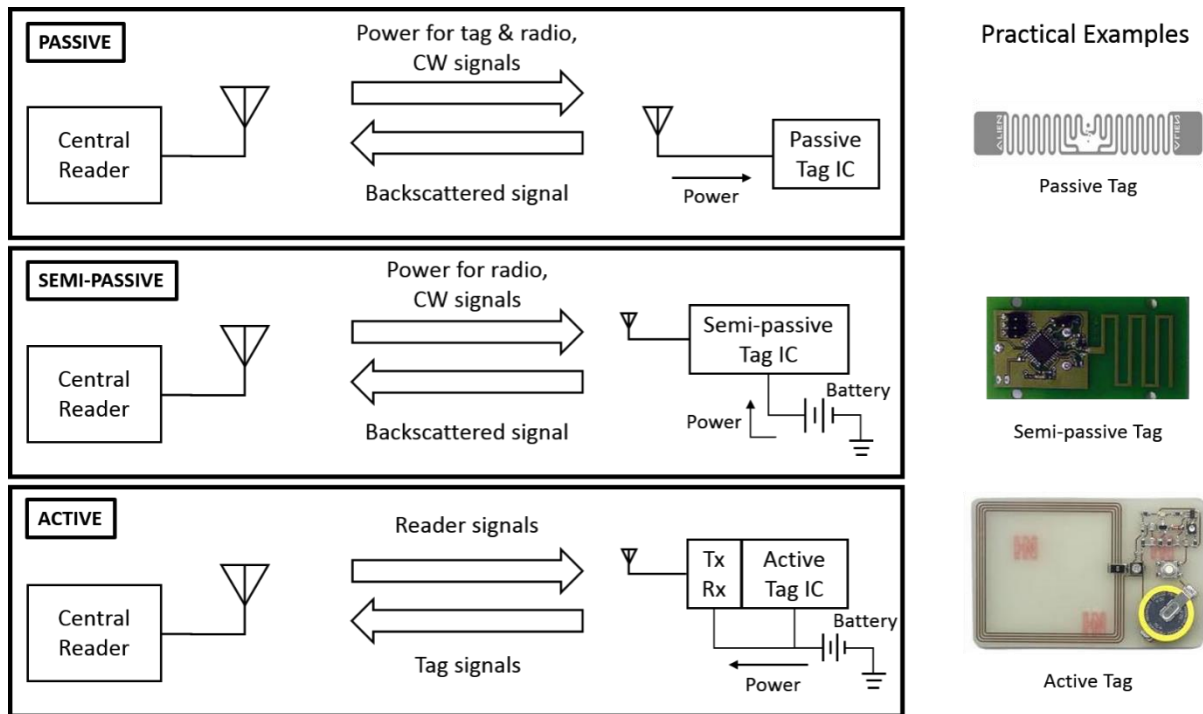 PASSIVE
Power for tag & radio,
CW signals
Central
Reader
Backscattered signal
Power
Passive
Tag IC
SEMI-PASSIVE
Power for radio,
CW signals
Central
Reader
Backscattered signal
Semi-passive
Tag IC
Battery
Power
ACTIVE
Reader signals
Central
Reader
Tag signals
Tx
Rx
Active
Tag IC
Battery
Power
Practical Examples
ALIEN
ALIEN
Passive Tag
Semi-passive Tag
Active Tag